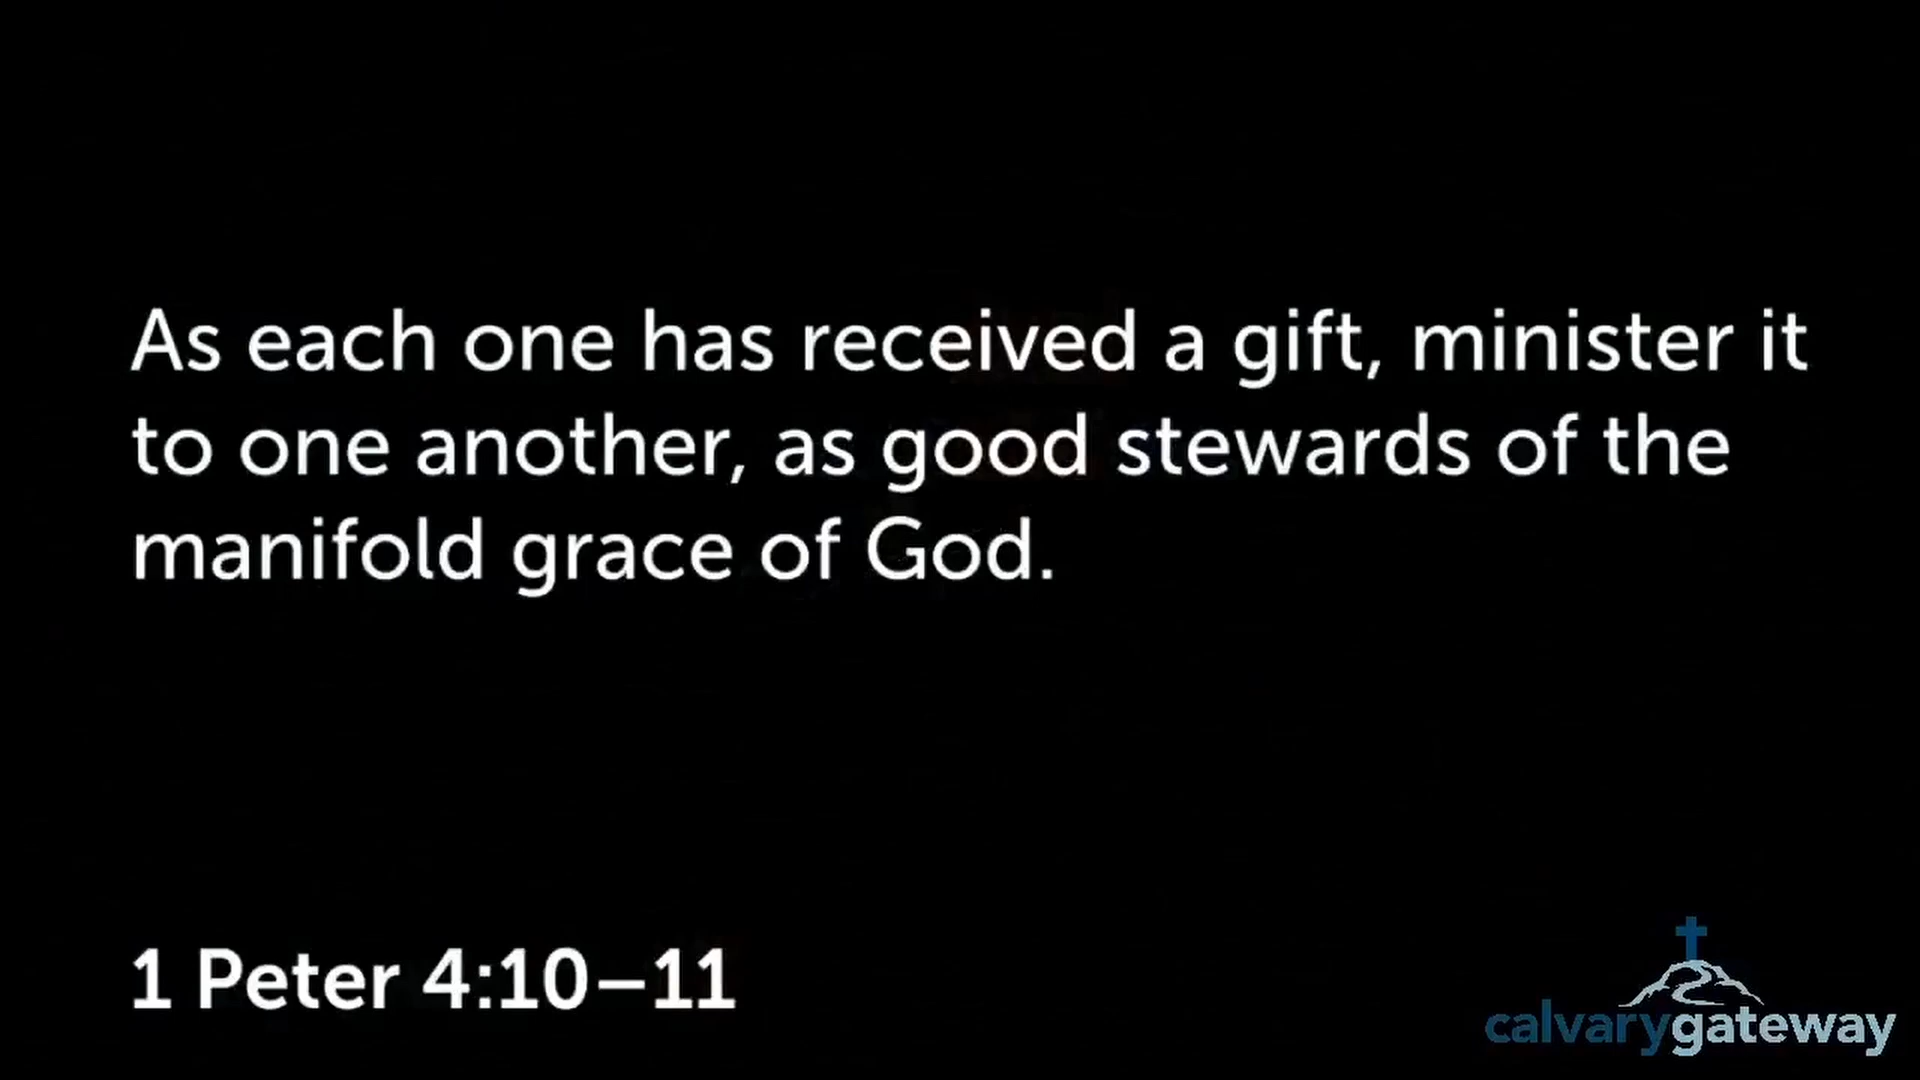 As each one has received a gift, minister it
to one another, as good stewards of the
manifold grace of God.
1 Peter 4:10–11
calvarygateway